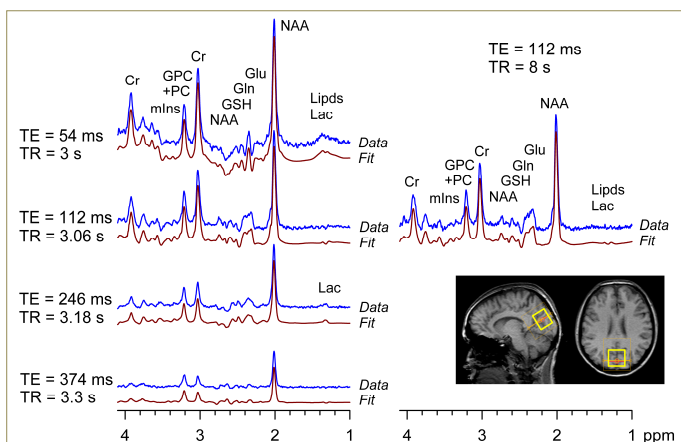 NAA
Cr
Cr
GPC
+PC
mIns
Glu
Gln
GSH
NAA
Lipds
Lac
TE = 54 ms
TR = 3 s
Data
Fit
TE = 112 ms
TR = 3.06 s
Data
Fit
Lac
TE = 246 ms
TR = 3.18 s
Data
Fit
TE = 374 ms
TR = 3.3 s
Data
Fit
4 3 2 1
TE = 112 ms
TR = 8 s
NAA
Cr
Cr
GPC
+PC
mIns
Glu
Gln
GSH
NAA
Lipds
Lac
Data
Fit
4 3 2 1 ppm